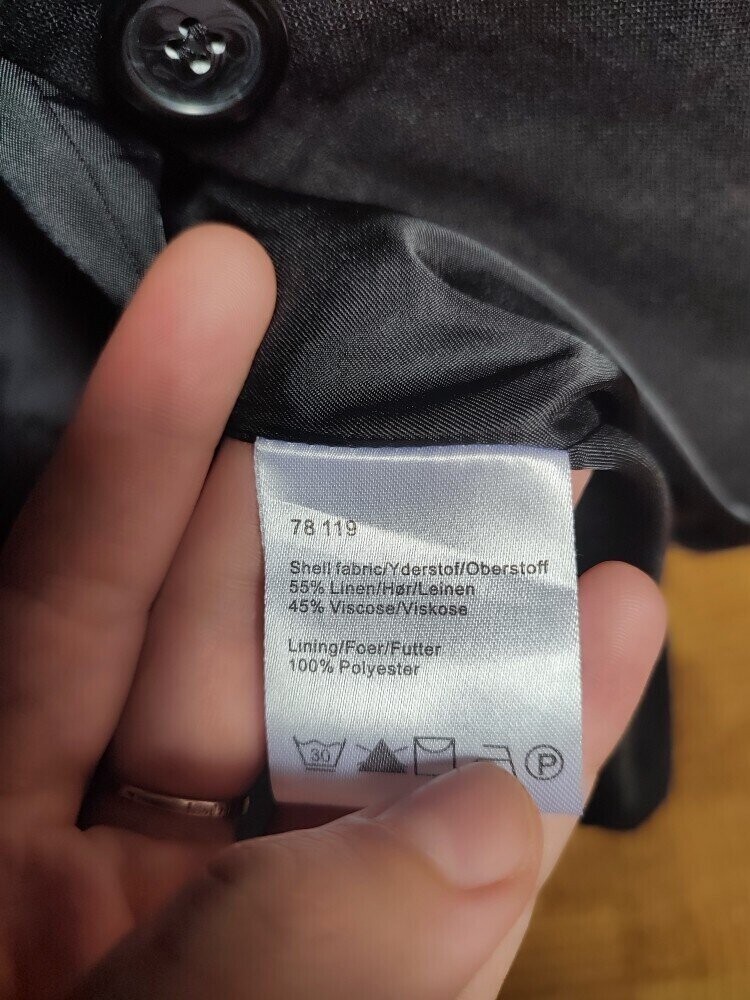 78 119
Shell fabric/Yderstof/Oberstoff
55% Linen/Hør/Leinen
45% Viscose/Viskose
Lining/Foer/Futter
100% Polyester
30 P